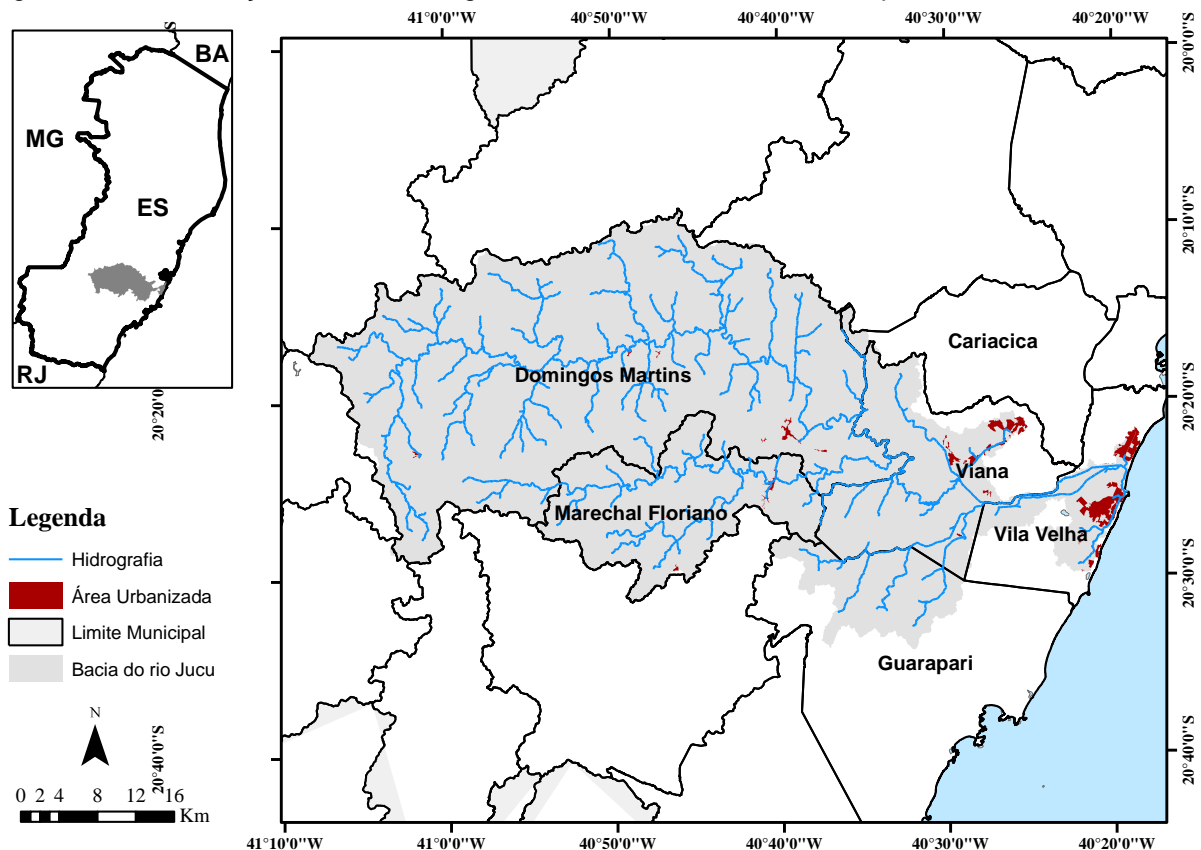 41°0'0"W
40°50'0"W
40°40'0"W
40°30'0"W
40°20'0"W
BA
MG
ES
RJ
20°0'0"S
20°10'0"S
20°20'0"S
20°30'0"S
20°40'0"S
20°20'0
20°40'0"S
Cariacica
Domingos Martins
Viana
Marechal Floriano
Vila Velha
Guarapari
Legenda
Hidrografia
Área Urbanizada
Limite Municipal
Bacia do rio Jucu
N
0 2 4 8 12 16
Km
41°10'0"W
41°0'0"W
40°50'0"W
40°40'0"W
40°30'0"W
40°20'0"W